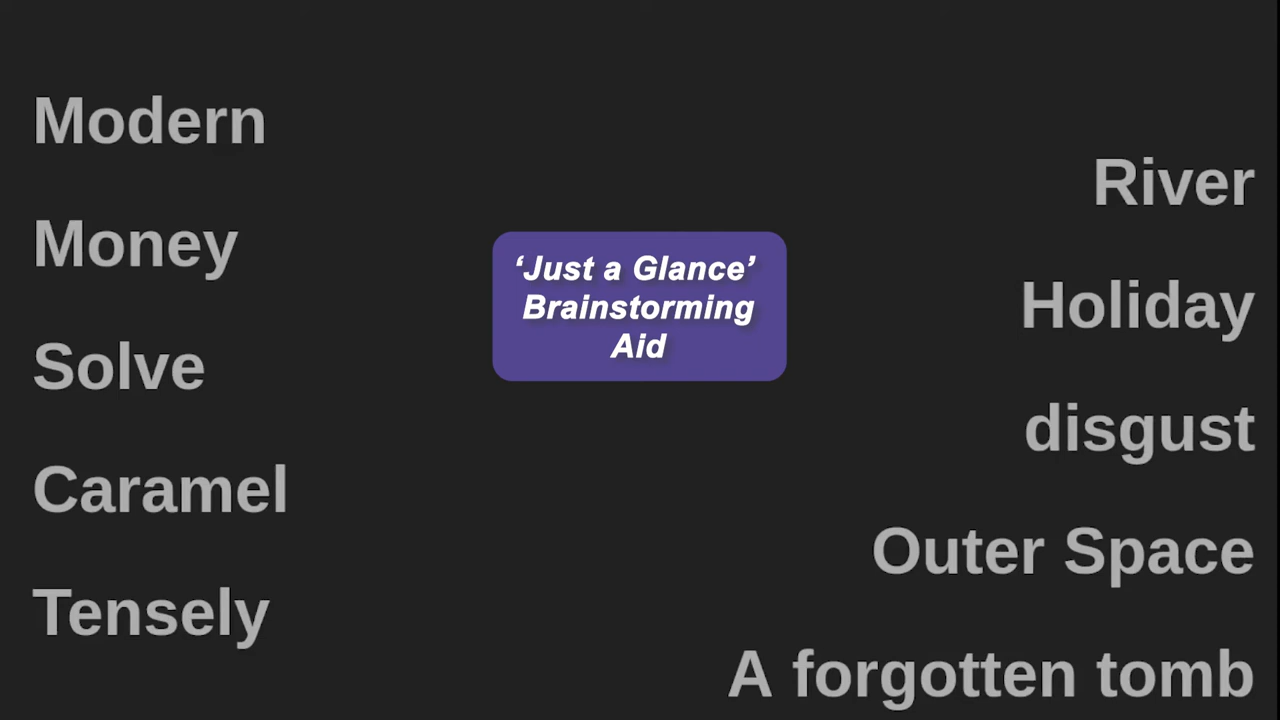 Modern
Money
Solve
Caramel
Tensely
‘Just a Glance’
Brainstorming
Aid
River
Holiday
disgust
Outer Space
A forgotten tomb